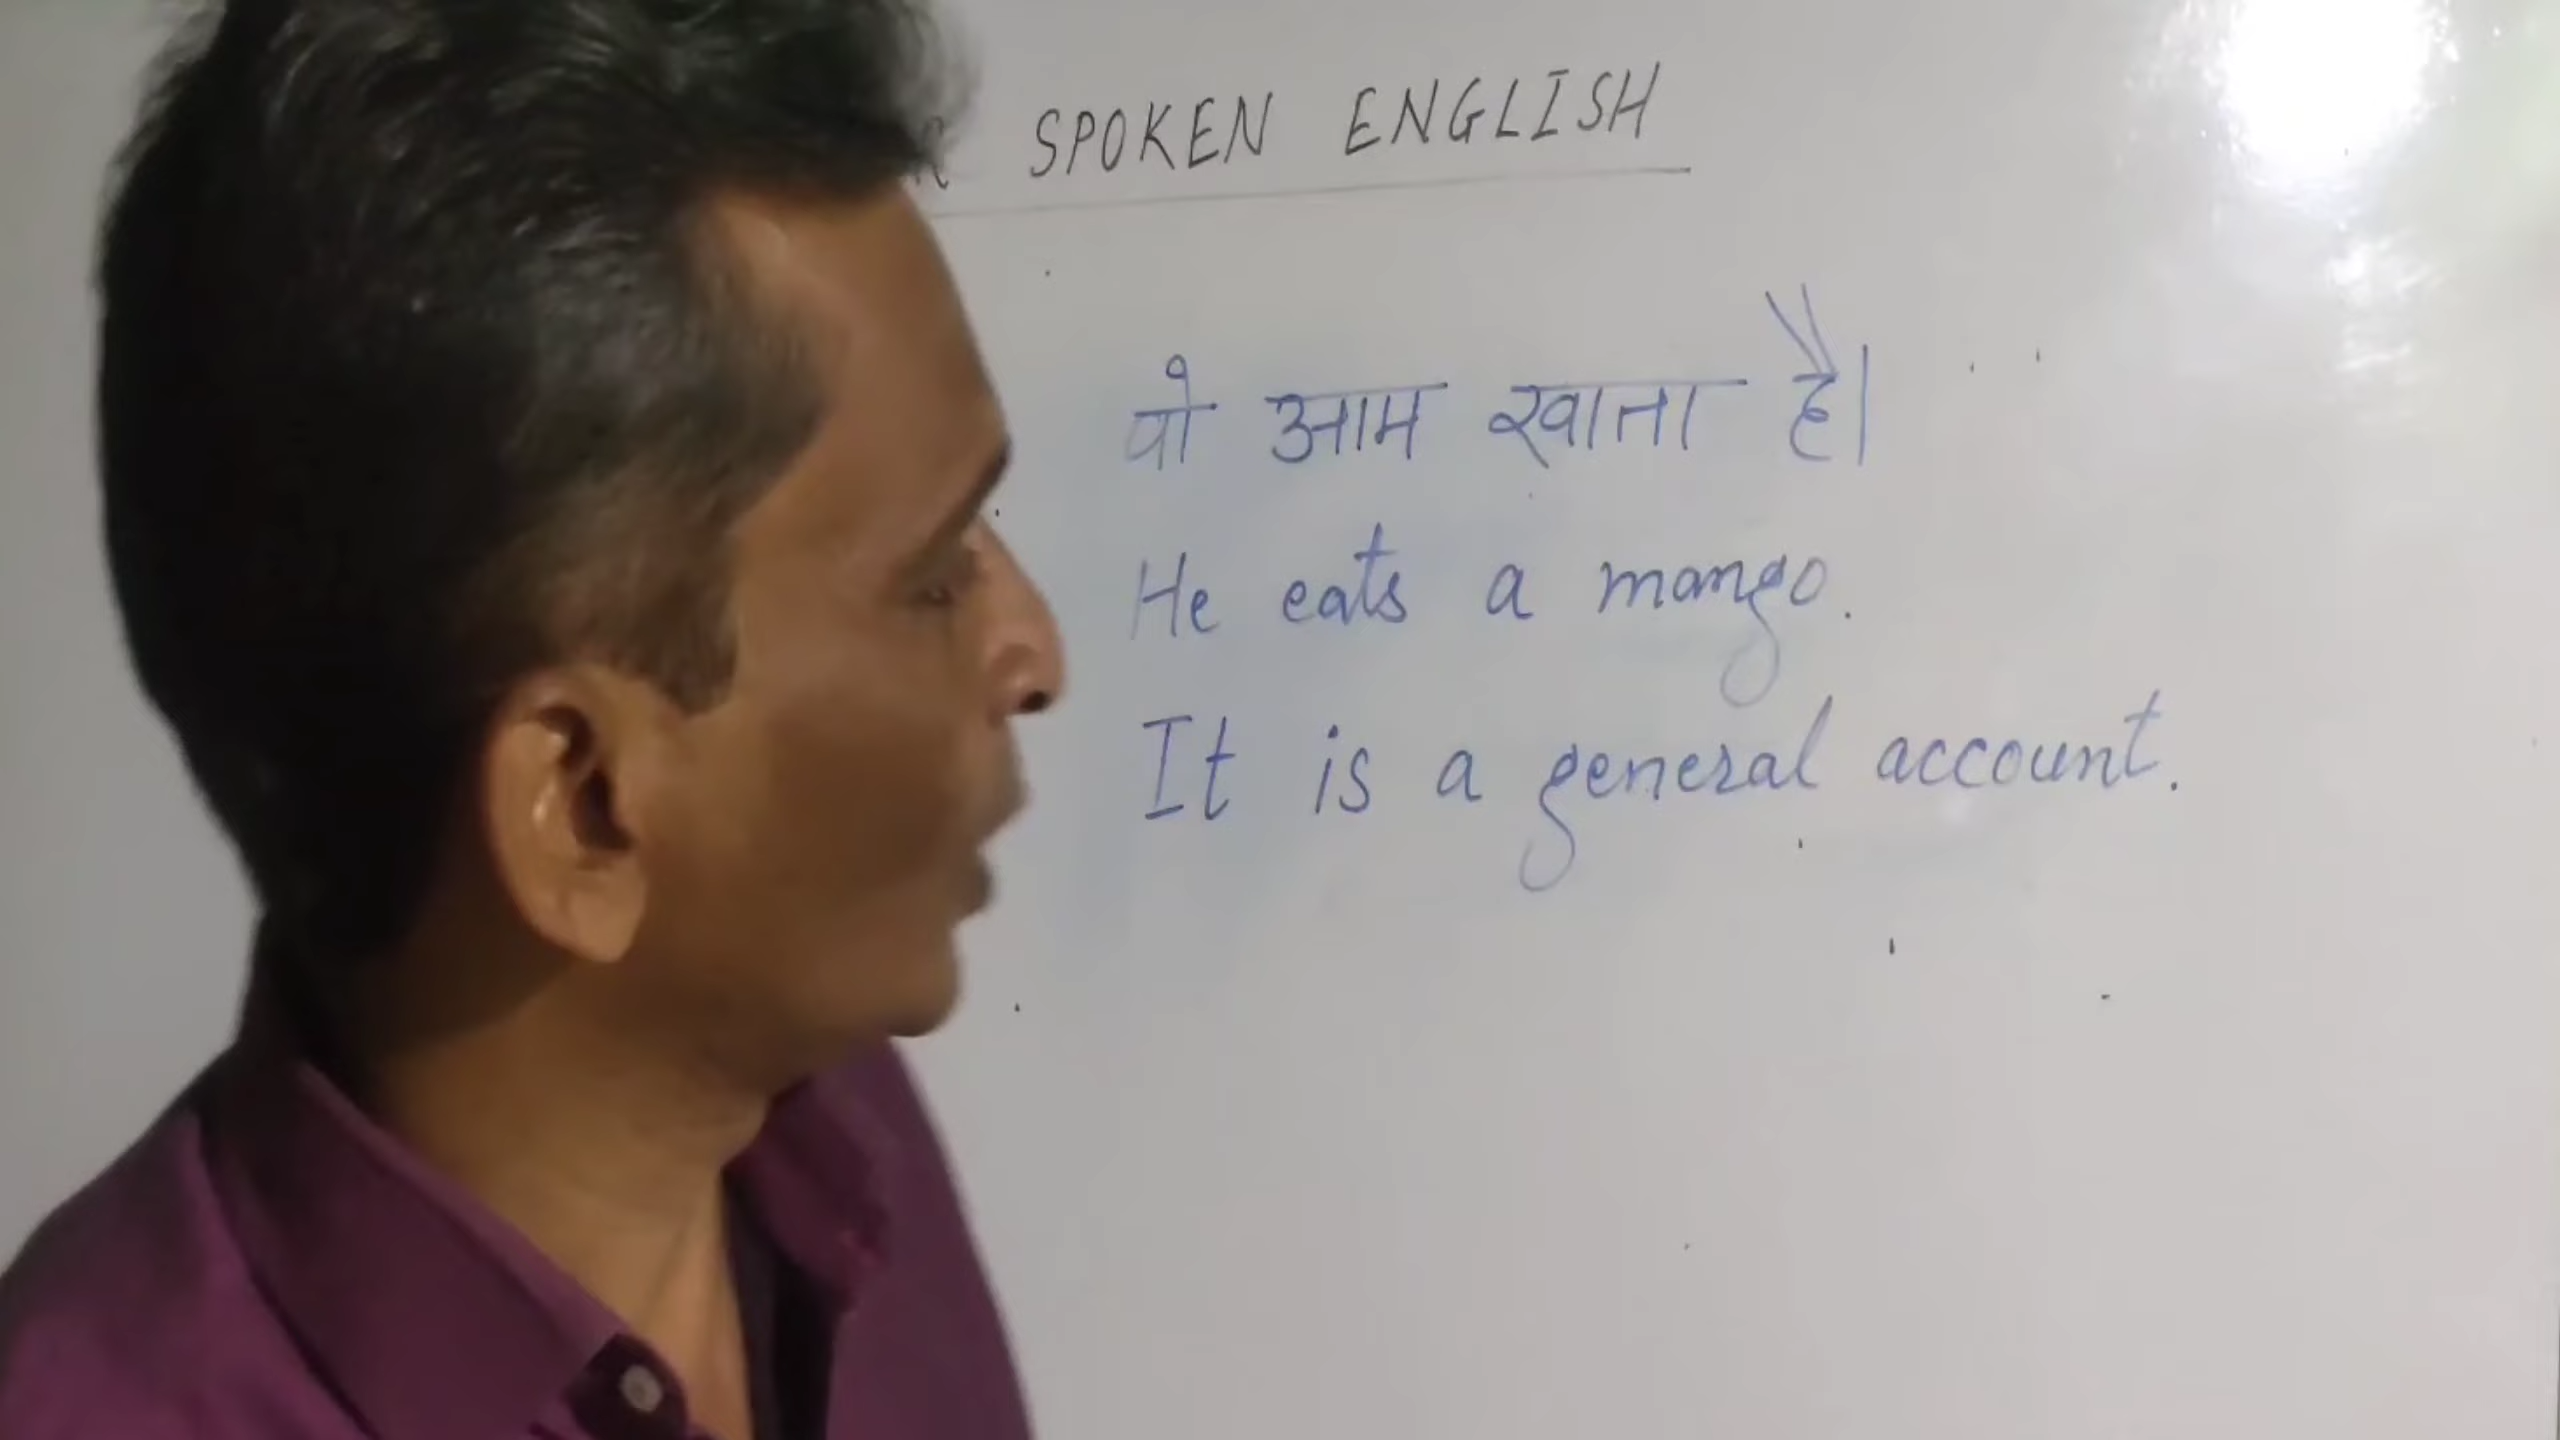 SPOKEN ENGLISH
वो आम खाता है।
He eats a mango.
It is a general account.